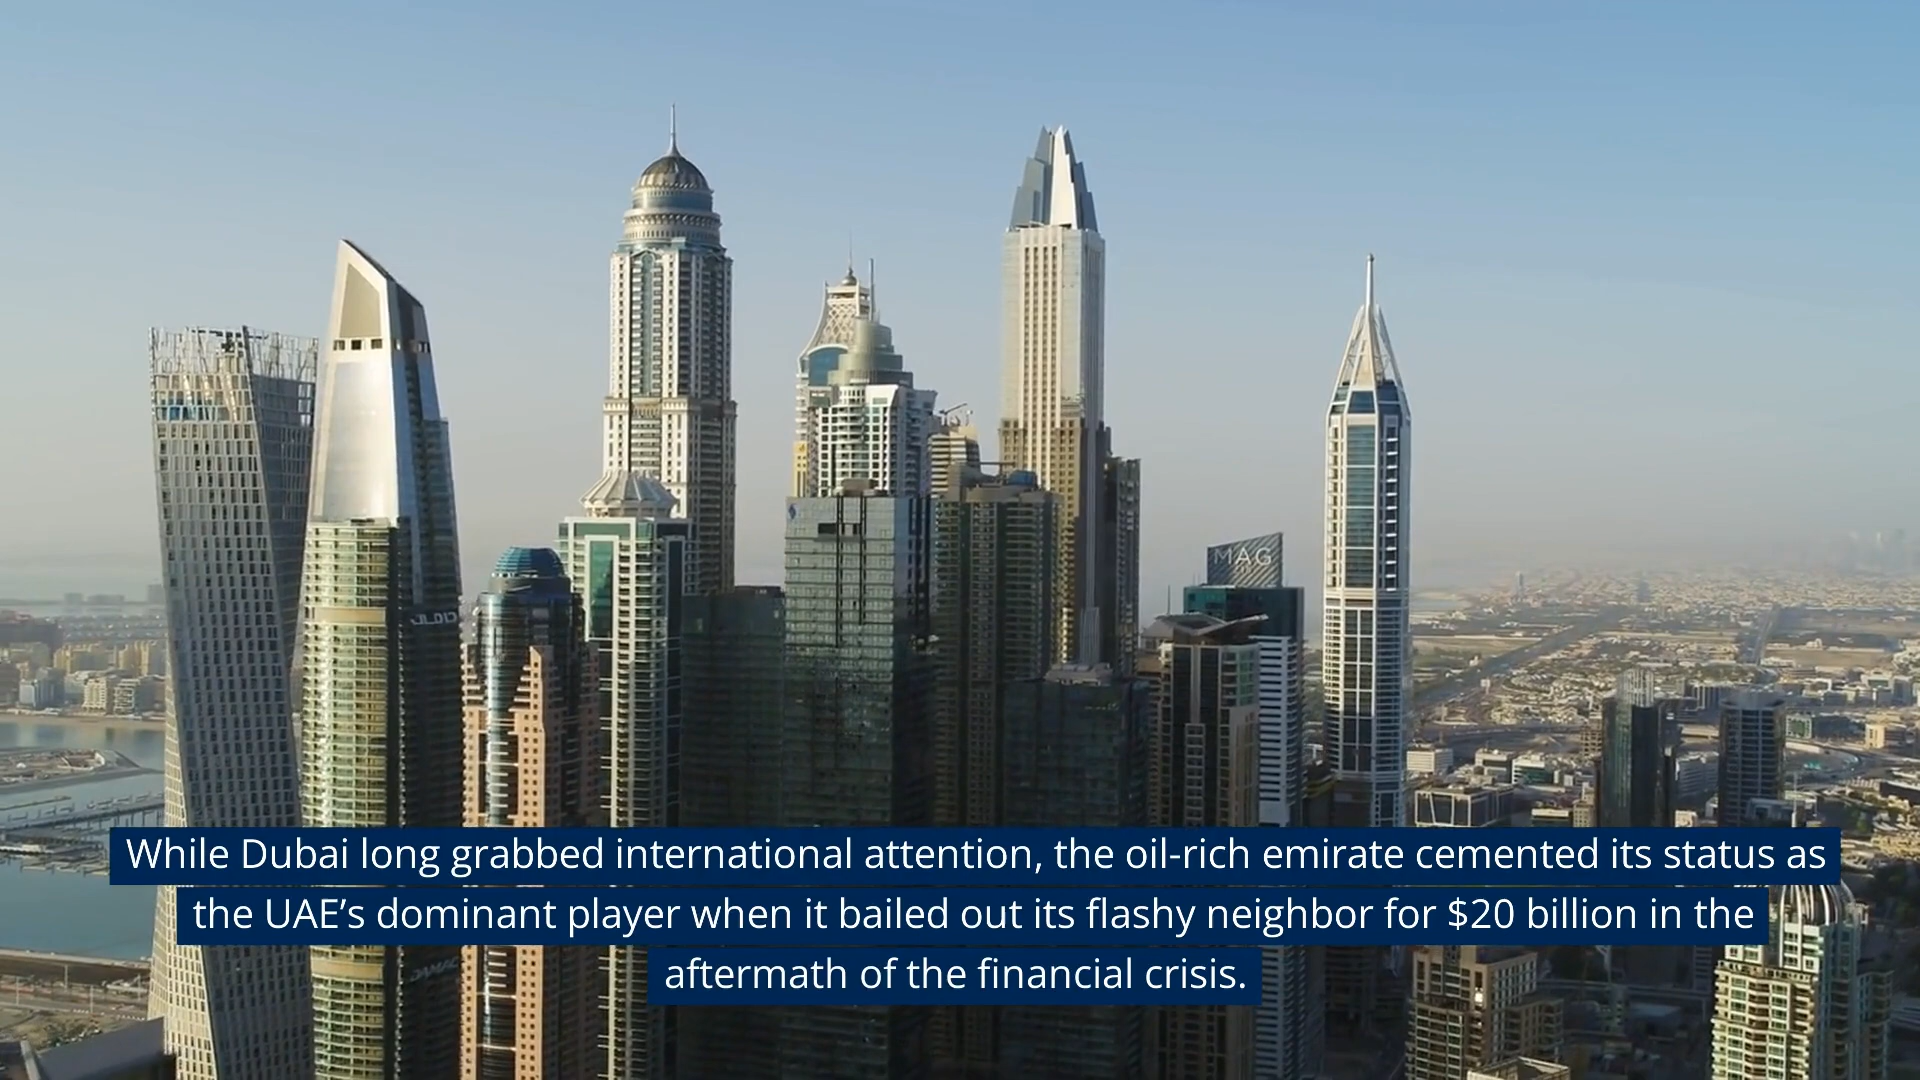 MAG
DAMAC
While Dubai long grabbed international attention, the oil-rich emirate cemented its status as
the UAE’s dominant player when it bailed out its flashy neighbor for $20 billion in the
aftermath of the financial crisis.